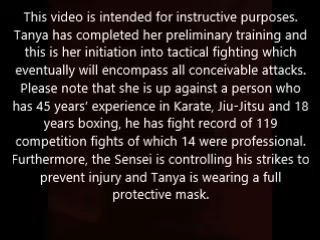 This video is intended for instructive purposes.
Tanya has completed her preliminary training and
this is her initiation into tactical fighting which
eventually will encompass all conceivable attacks.
Please note that she is up against a person who
has 45 years’ experience in Karate, Jiu-Jitsu and 18
years boxing, he has fight record of 119
competition fights of which 14 were professional.
Furthermore, the Sensei is controlling his strikes to
prevent injury and Tanya is wearing a full
protective mask.